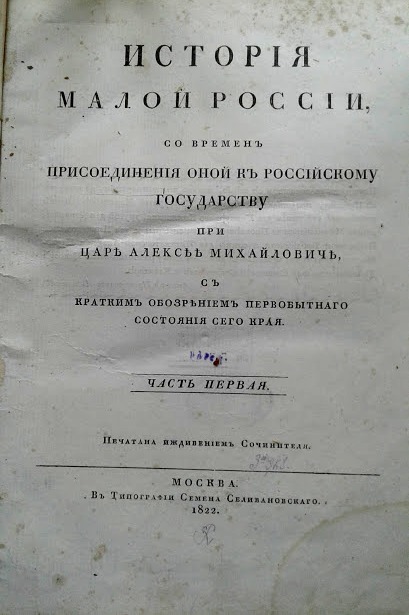 ИСТОРІЯ
МАЛОЙ РОССІИ,
СО ВРЕМЕНЪ
ПРИСОЕДИНЕНІЯ ОНОЙ КЪ РОССІЙСКОМУ
ГОСУДАРСТВУ
ПРИ
ЦАРѢ АЛЕКСѢѢ МИХАЙЛОВИЧѢ,
СЪ
КРАТКИМЪ ОБОЗРѢНІЕМЪ ПЕРВОБЫТНАГО
СОСТОЯНІЯ СЕГО КРАЯ.
ЧАСТЬ ПЕРВАЯ.
Печатана иждивеніемъ Сочинителя.
МОСКВА.
Въ Типографіи Семена Селивановскаго.
1822.